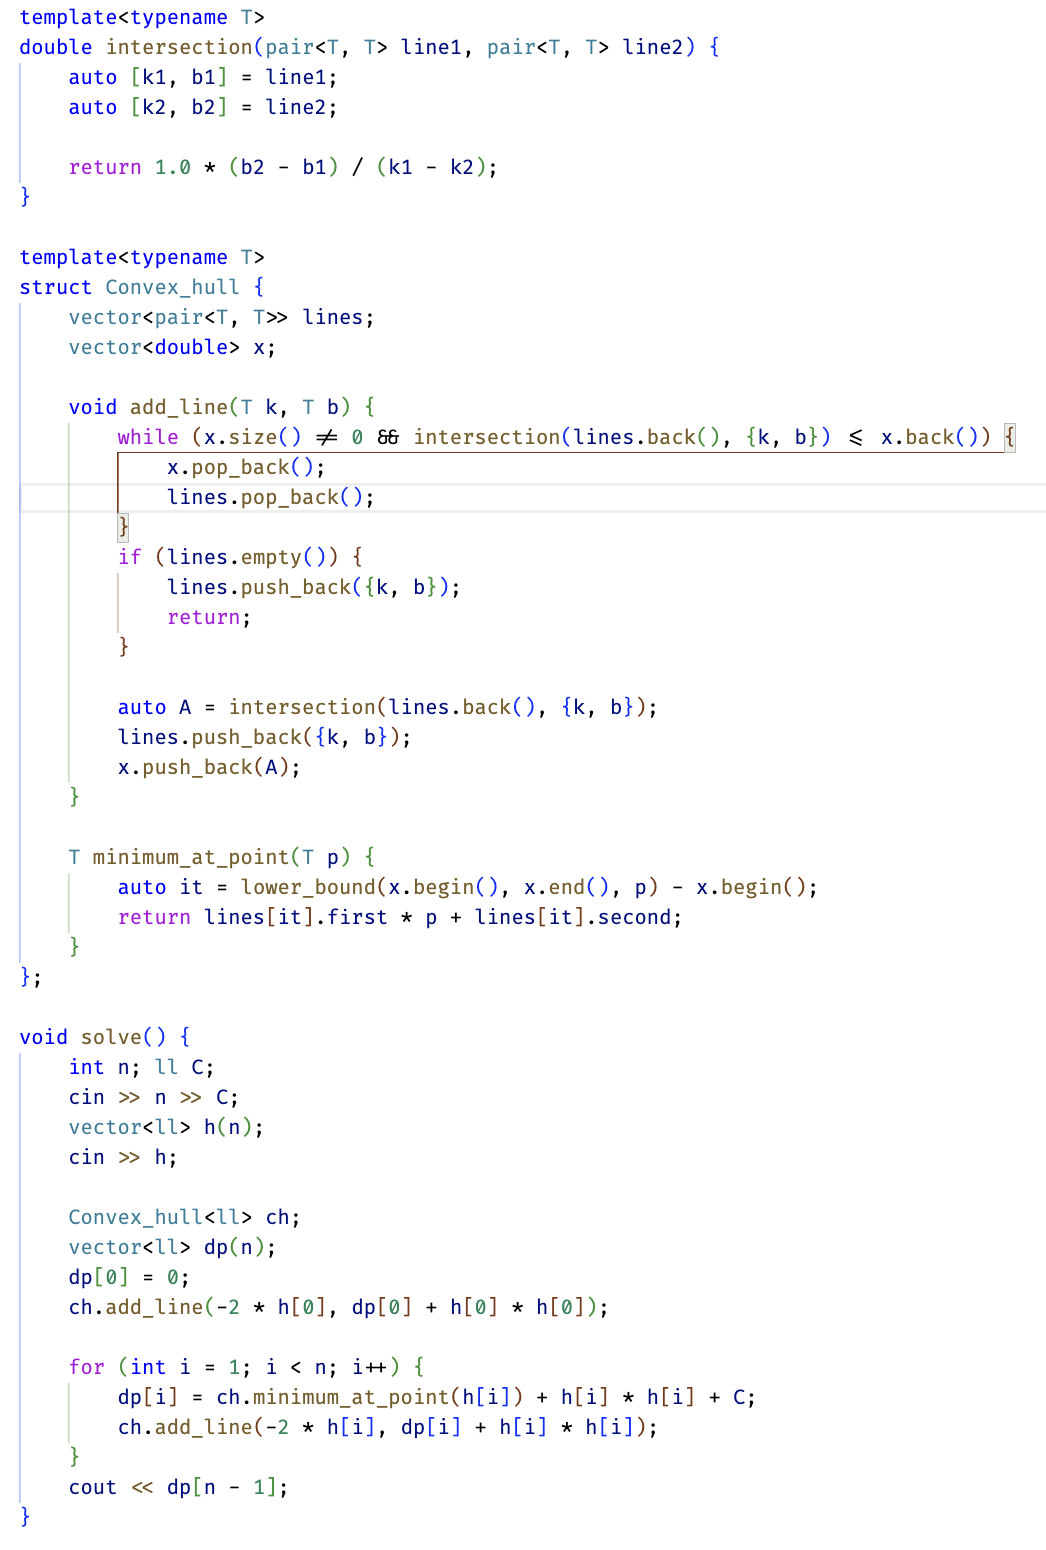 template<typename T>
double intersection(pair<T, T> line1, pair<T, T> line2) {
    auto [k1, b1] = line1;
    auto [k2, b2] = line2;

    return 1.0 * (b2 - b1) / (k1 - k2);
}

template<typename T>
struct Convex_hull {
    vector<pair<T, T>> lines;
    vector<double> x;

    void add_line(T k, T b) {
        while (x.size() != 0 && intersection(lines.back(), {k, b}) <= x.back()) {
            x.pop_back();
            lines.pop_back();
        }
        if (lines.empty()) {
            lines.push_back({k, b});
            return;
        }

        auto A = intersection(lines.back(), {k, b});
        lines.push_back({k, b});
        x.push_back(A);
    }

    T minimum_at_point(T p) {
        auto it = lower_bound(x.begin(), x.end(), p) - x.begin();
        return lines[it].first * p + lines[it].second;
    }
};

void solve() {
    int n; ll C;
    cin >> n >> C;
    vector<ll> h(n);
    cin >> h;

    Convex_hull<ll> ch;
    vector<ll> dp(n);
    dp[0] = 0;
    ch.add_line(-2 * h[0], dp[0] + h[0] * h[0]);

    for (int i = 1; i < n; i++) {
        dp[i] = ch.minimum_at_point(h[i]) + h[i] * h[i] + C;
        ch.add_line(-2 * h[i], dp[i] + h[i] * h[i]);
    }
    cout << dp[n - 1];
}